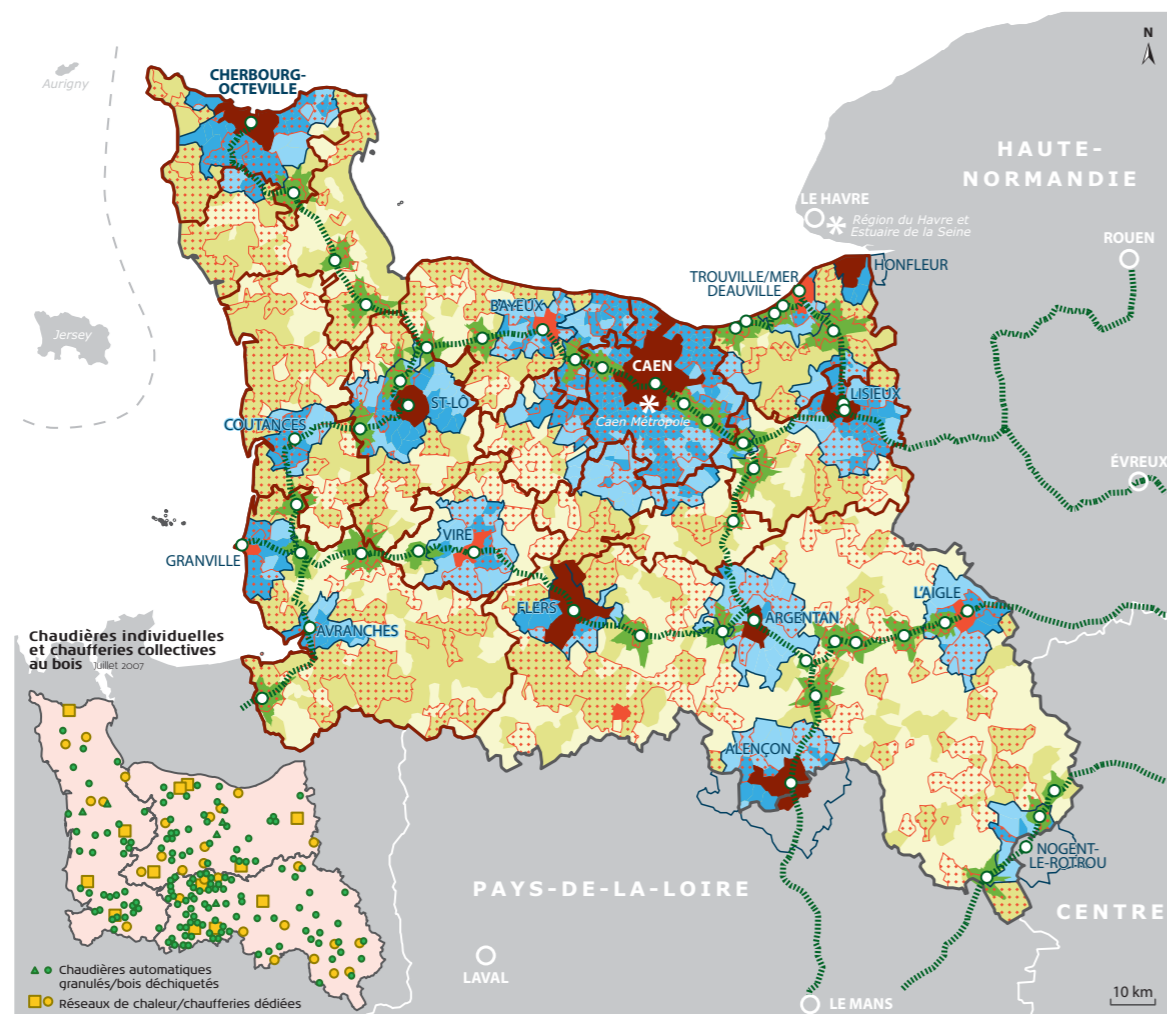 N
Aurigny
CHERBOURG-
OCTEVILLE
HAUTE-
NORMANDIE
LE HAVRE
Région du Havre et
Estuaire de la Seine
ROUEN
HONFLEUR
TROUVILLE/MER
DEAUVILLE
BAYEUX
Jersey
CAEN
LISIEUX
ST-LÔ
COUTANCES
Caen Métropole
ÉVREUX
VIRE
GRANVILLE
L'AIGLE
FLERS
ARGENTAN
AVRANCHES
Chaudières individuelles
et chaufferies collectives
au bois Juillet 2007
ALENÇON
NOGENT-
LE-ROTROU
PAYS-DE-LA-LOIRE
CENTRE
LAVAL
Chaudières automatiques
granulés/bois déchiquetés
Réseaux de chaleur/chaufferies dédiées
LE MANS
10 km